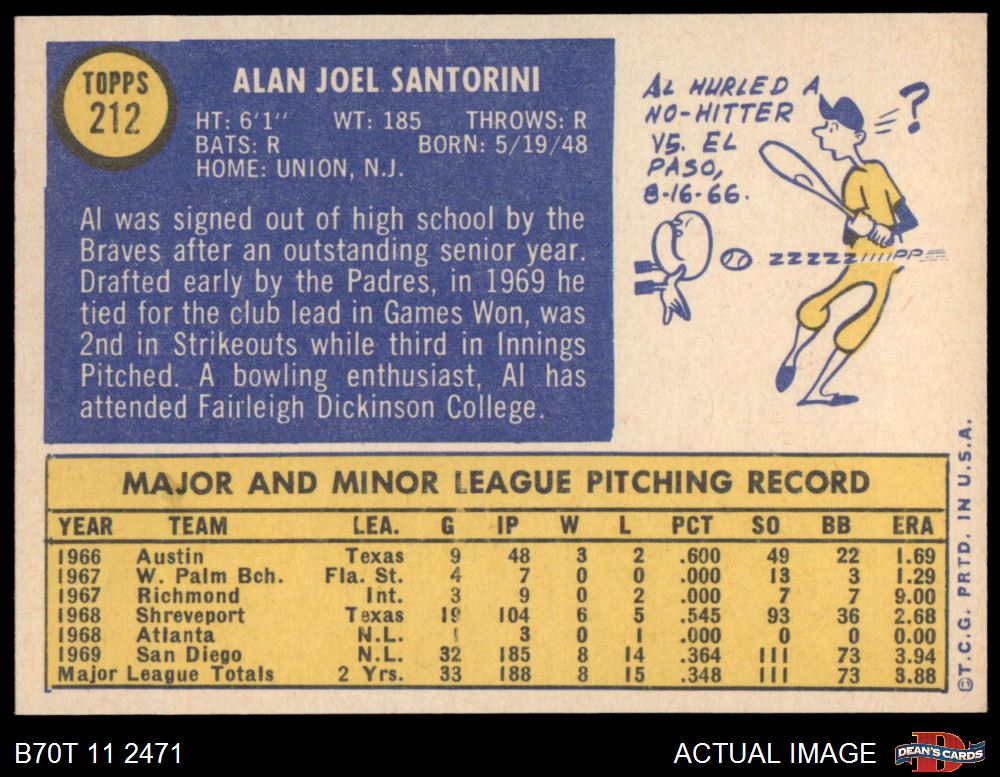 TOPPS
212
ALAN JOEL SANTORINI
HT: 6'1" WT: 185 THROWS: R
BATS: R BORN: 5/19/48
HOME: UNION, N.J.
Al was signed out of high school by the
Braves after an outstanding senior year.
Drafted early by the Padres, in 1969 he
tied for the club lead in Games Won, was
2nd in Strikeouts while third in Innings
Pitched. A bowling enthusiast, Al has
attended Fairleigh Dickinson College.
AL HURLED A
NO-HITTER
VS. EL
PASO,
8-16-66.
?
ZZZZZIIIIPP
MAJOR AND MINOR LEAGUE PITCHING RECORD
YEAR TEAM LEA. G IP W L PCT SO BB ERA
1966 Austin Texas 9 48 3 2 .600 49 22 1.69
1967 W. Palm Bch. Fla. St. 4 7 0 0 .000 13 3 1.29
1967 Richmond Int. 3 9 0 2 .000 7 7 9.00
1968 Shreveport Texas 19 104 6 5 .545 93 36 2.68
1968 Atlanta N.L. 1 3 0 1 .000 0 0 0.00
1969 San Diego N.L. 32 185 8 14 .364 111 73 3.94
Major League Totals 2 Yrs. 33 188 8 15 .348 111 73 3.88
©T.C.G. PRTD. IN U.S.A.
B70T 11 2471
ACTUAL IMAGE
DEAN'S CARDS